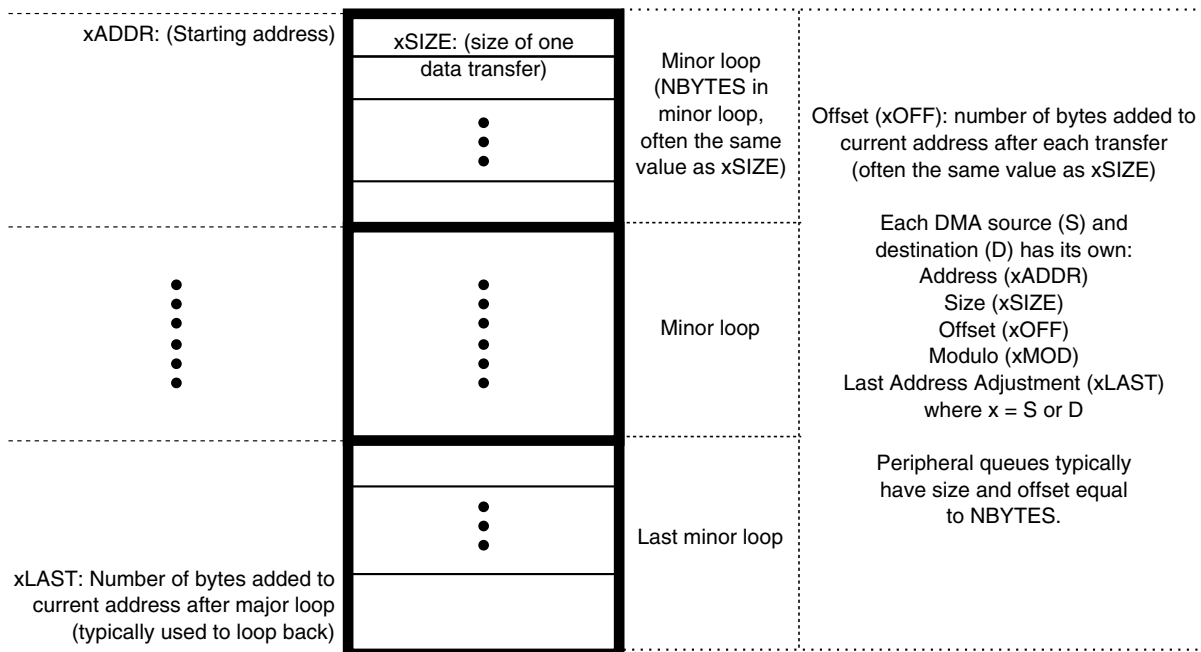 xADDR: (Starting address)
xSIZE: (size of one
data transfer)
Minor loop
(NBYTES in
minor loop,
often the same
value as xSIZE)
Offset (xOFF): number of bytes added to
current address after each transfer
(often the same value as xSIZE)
Each DMA source (S) and
destination (D) has its own:
Address (xADDR)
Size (xSIZE)
Offset (xOFF)
Modulo (xMOD)
Last Address Adjustment (xLAST)
where x = S or D
Peripheral queues typically
have size and offset equal
to NBYTES.
Minor loop
Last minor loop
xLAST: Number of bytes added to
current address after major loop
(typically used to loop back)